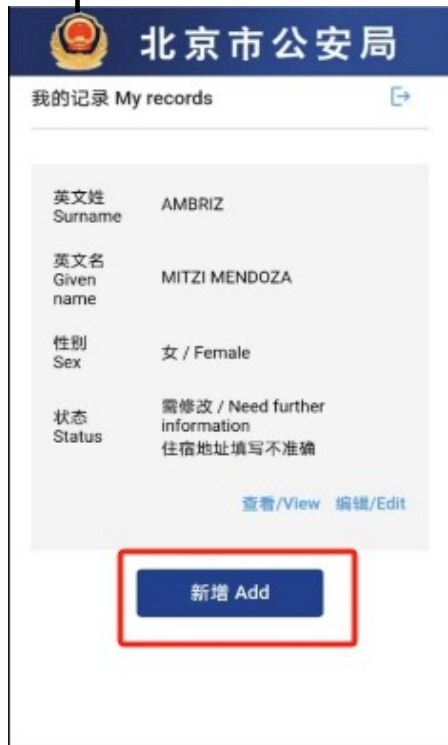 北京市公安局
我的记录 My records
英文姓
Surname
AMBRIZ
英文名
Given
name
MITZI MENDOZA
性别
Sex
女 / Female
状态
Status
需修改 / Need further
information
住宿地址填写不准确
查看/View 编辑/Edit
新增 Add